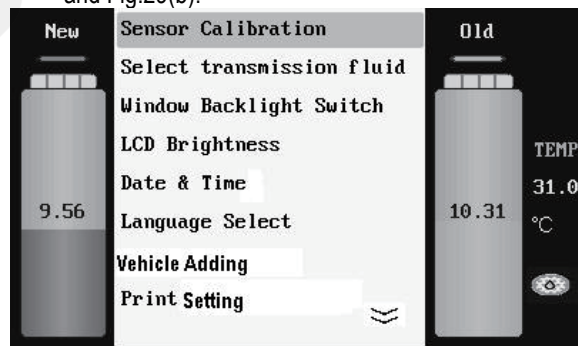 and Fig.29(b).
New
Sensor Calibration
Old
Select transmission fluid
Window Backlight Switch
LCD Brightness
TEMP
Date & Time
31.0
9.56
Language Select
10.31
°C
Vehicle Adding
Print Setting